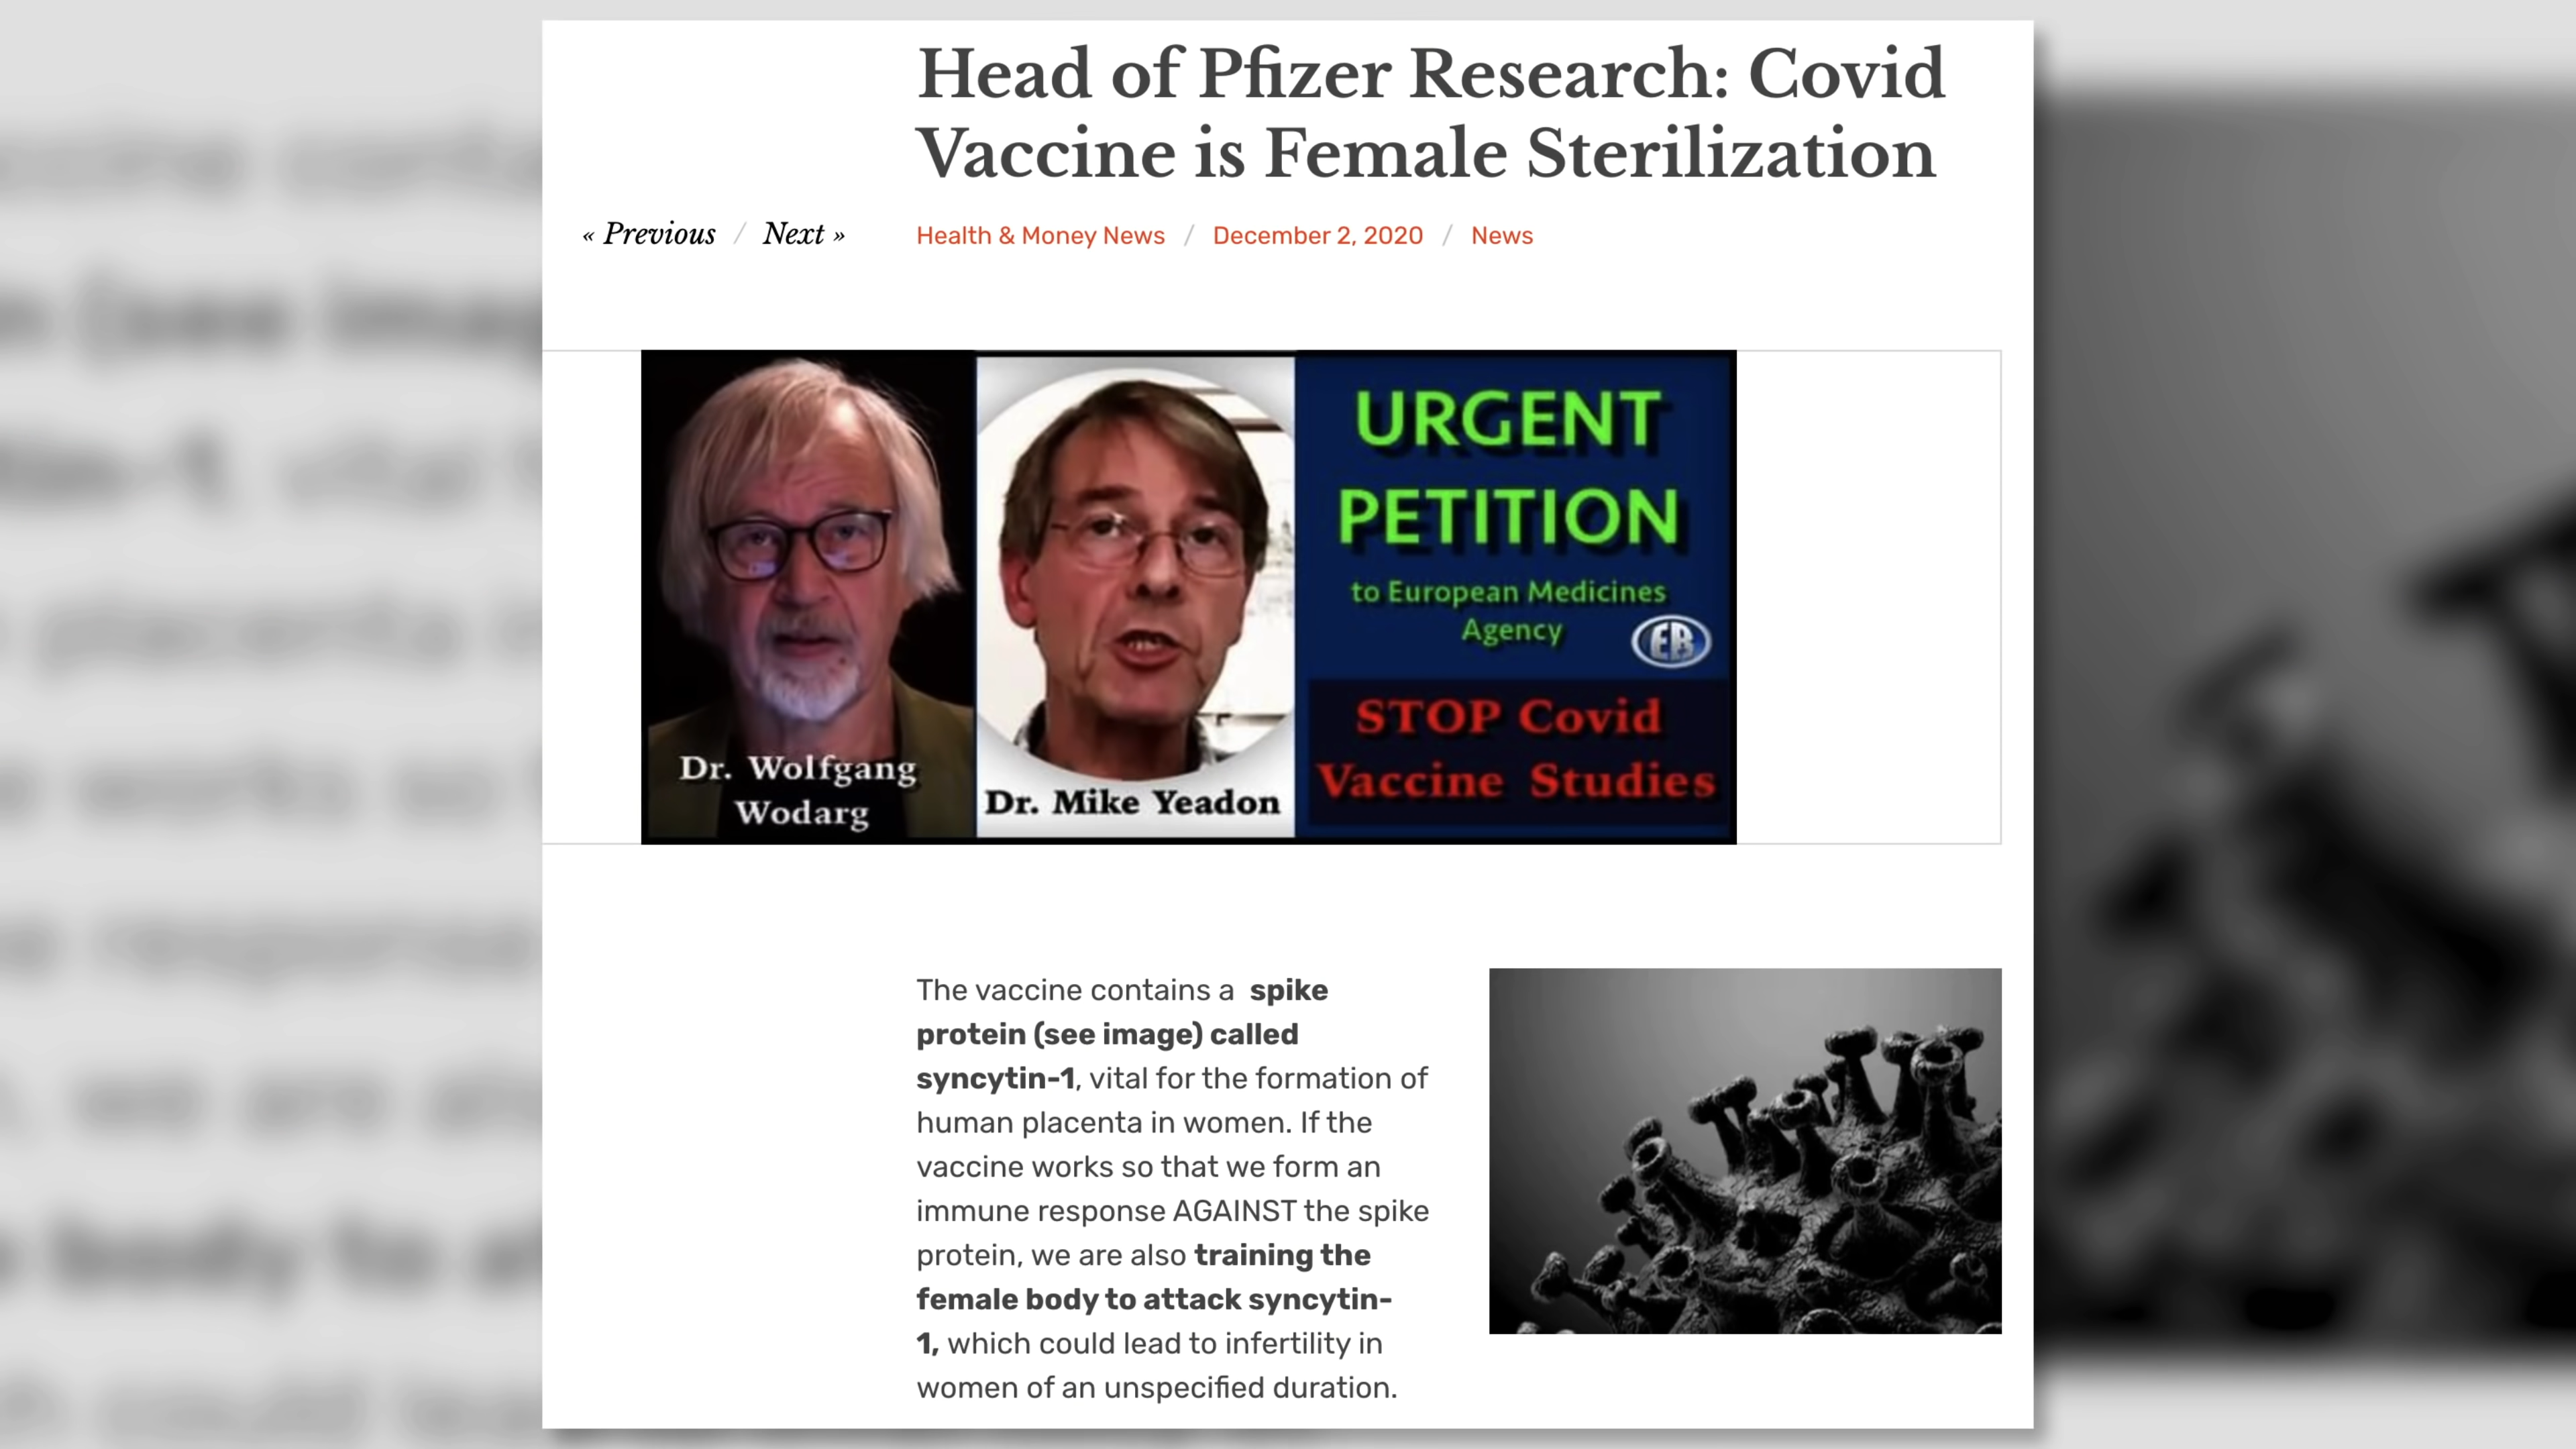 Head of Pfizer Research: Covid
Vaccine is Female Sterilization
« Previous / Next »
Health & Money News / December 2, 2020 / News
Dr. Wolfgang
Wodarg
Dr. Mike Yeadon
URGENT
PETITION
to European Medicines
Agency
EB
STOP Covid
Vaccine Studies
The vaccine contains a spike
protein (see image) called
syncytin-1, vital for the formation of
human placenta in women. If the
vaccine works so that we form an
immune response AGAINST the spike
protein, we are also training the
female body to attack syncytin-
1, which could lead to infertility in
women of an unspecified duration.